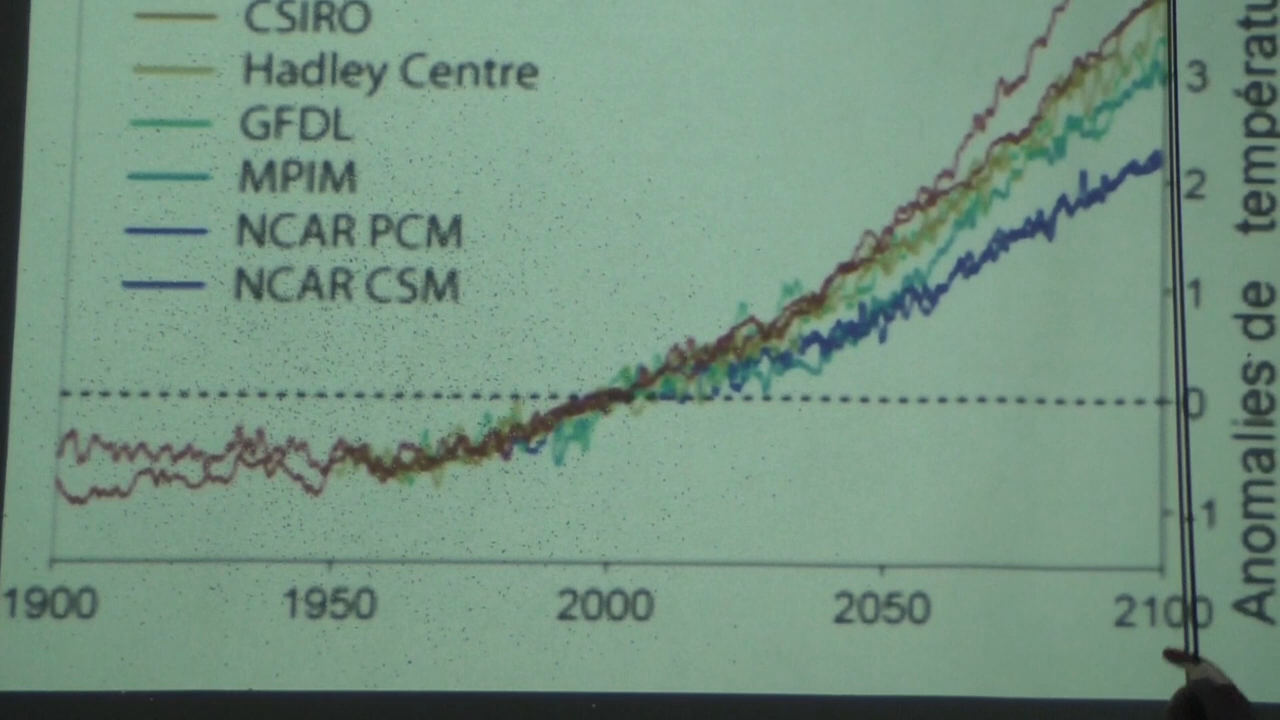 CSIRO
Hadley Centre
GFDL
MPIM
NCAR PCM
NCAR CSM
3
2
1
0
-1
1900 1950 2000 2050 2100
Anomalies de